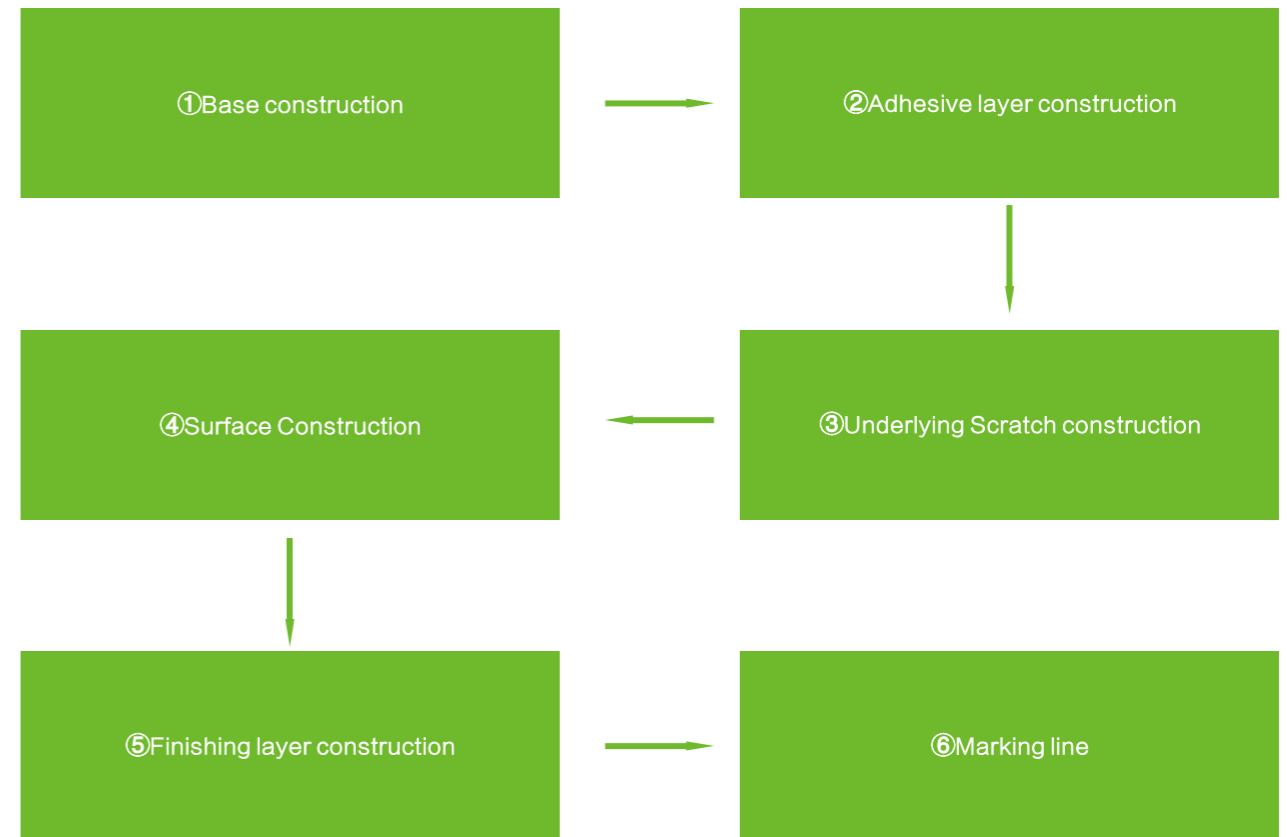 ①Base construction
②Adhesive layer construction
③Underlying Scratch construction
④Surface Construction
⑤Finishing layer construction
⑥Marking line